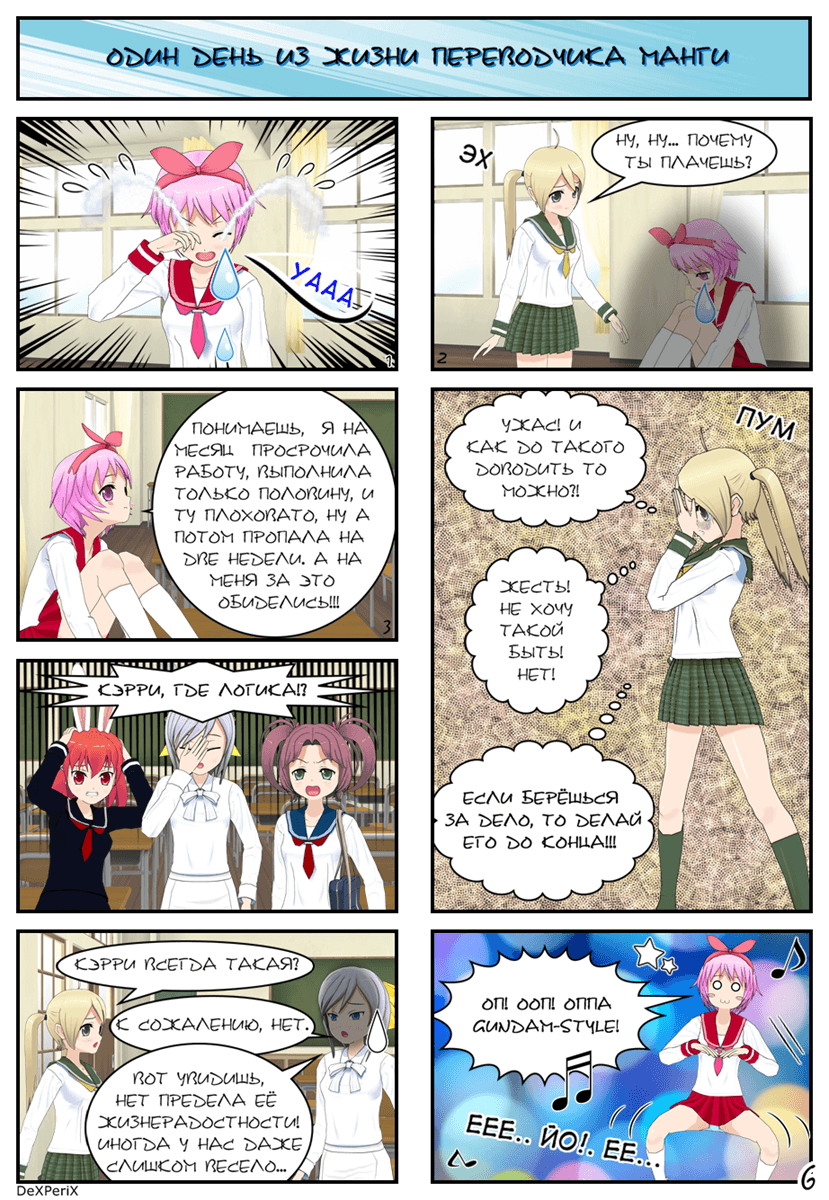 ОДИН ДЕНЬ ИЗ ЖИЗНИ ПЕРЕВОДЧИКА МАНГИ
УААА
1
ЭХ
НУ, НУ... ПОЧЕМУ
ТЫ ПЛАЧЕШЬ?
2
ПОНИМАЕШЬ, Я НА
МЕСЯЦ ПРОСРОЧИЛА
РАБОТУ, ВЫПОЛНИЛА
ТОЛЬКО ПОЛОВИНУ, И
ТУ ПЛОХОВАТО, НУ А
ПОТОМ ПРОПАЛА НА
ДВЕ НЕДЕЛИ. А НА
МЕНЯ ЗА ЭТО
ОБИДЕЛИСЬ!!!
3
ПУМ
УЖАС! И
КАК ДО ТАКОГО
ДОВОДИТЬ ТО
МОЖНО?!
ЖЕСТЬ!
НЕ ХОЧУ
ТАКОЙ
БЫТЬ!
НЕТ!
ЕСЛИ БЕРЁШЬСЯ
ЗА ДЕЛО, ТО ДЕЛАЙ
ЕГО ДО КОНЦА!!!
КЭРРИ, ГДЕ ЛОГИКА!?
КЭРРИ ВСЕГДА ТАКАЯ?
К СОЖАЛЕНИЮ, НЕТ.
ВОТ УВИДИШЬ,
НЕТ ПРЕДЕЛА ЕЁ
ЖИЗНЕРАДОСТНОСТИ!
ИНОГДА У НАС ДАЖЕ
СЛИШКОМ ВЕСЕЛО...
ОП! ООП! ОППА
GUNDAM-STYLE!
ЕЕЕ.. ЙО!. ЕЕ...
6
DeXPeriX